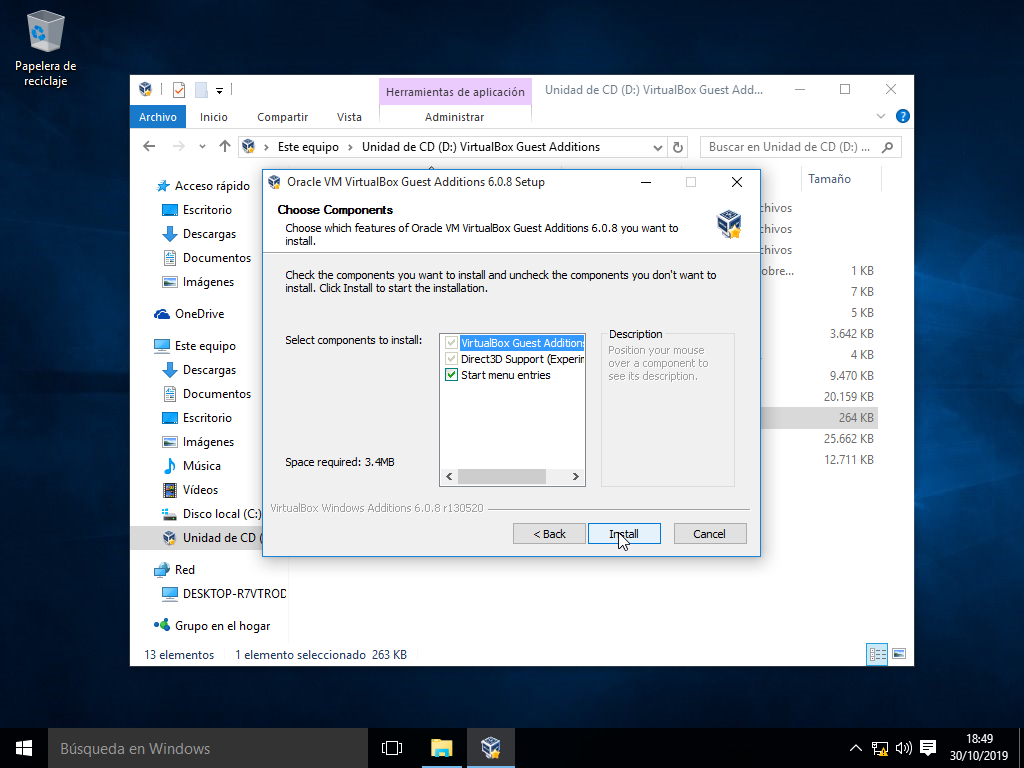 Papelera de
reciclaje
Herramientas de aplicación
Unidad de CD (D:) VirtualBox Guest Add...
Archivo
Inicio
Compartir
Vista
Administrar
Este equipo
Unidad de CD (D:) VirtualBox Guest Additions
Buscar en Unidad de CD (D:) ...
Tamaño
Acceso rápido
Escritorio
Descargas
Documentos
Imágenes
OneDrive
Este equipo
Descargas
Documentos
Escritorio
Imágenes
Música
Vídeos
Disco local (C:)
Unidad de CD (
Red
DESKTOP-R7VTROD
Grupo en el hogar
chivos
chivos
chivos
obre...
1 KB
7 KB
5 KB
3.642 KB
4 KB
9.470 KB
20.159 KB
264 KB
25.662 KB
12.711 KB
13 elementos
1 elemento seleccionado 263 KB
Oracle VM VirtualBox Guest Additions 6.0.8 Setup
Choose Components
Choose which features of Oracle VM VirtualBox Guest Additions 6.0.8 you want to
install.
Check the components you want to install and uncheck the components you don't want to
install. Click Install to start the installation.
Select components to install:
VirtualBox Guest Additions
Direct3D Support (Experim
Start menu entries
Description
Position your mouse
over a component to
see its description.
Space required: 3.4MB
VirtualBox Windows Additions 6.0.8 r130520
< Back
Install
Cancel
Búsqueda en Windows
18:49
30/10/2019